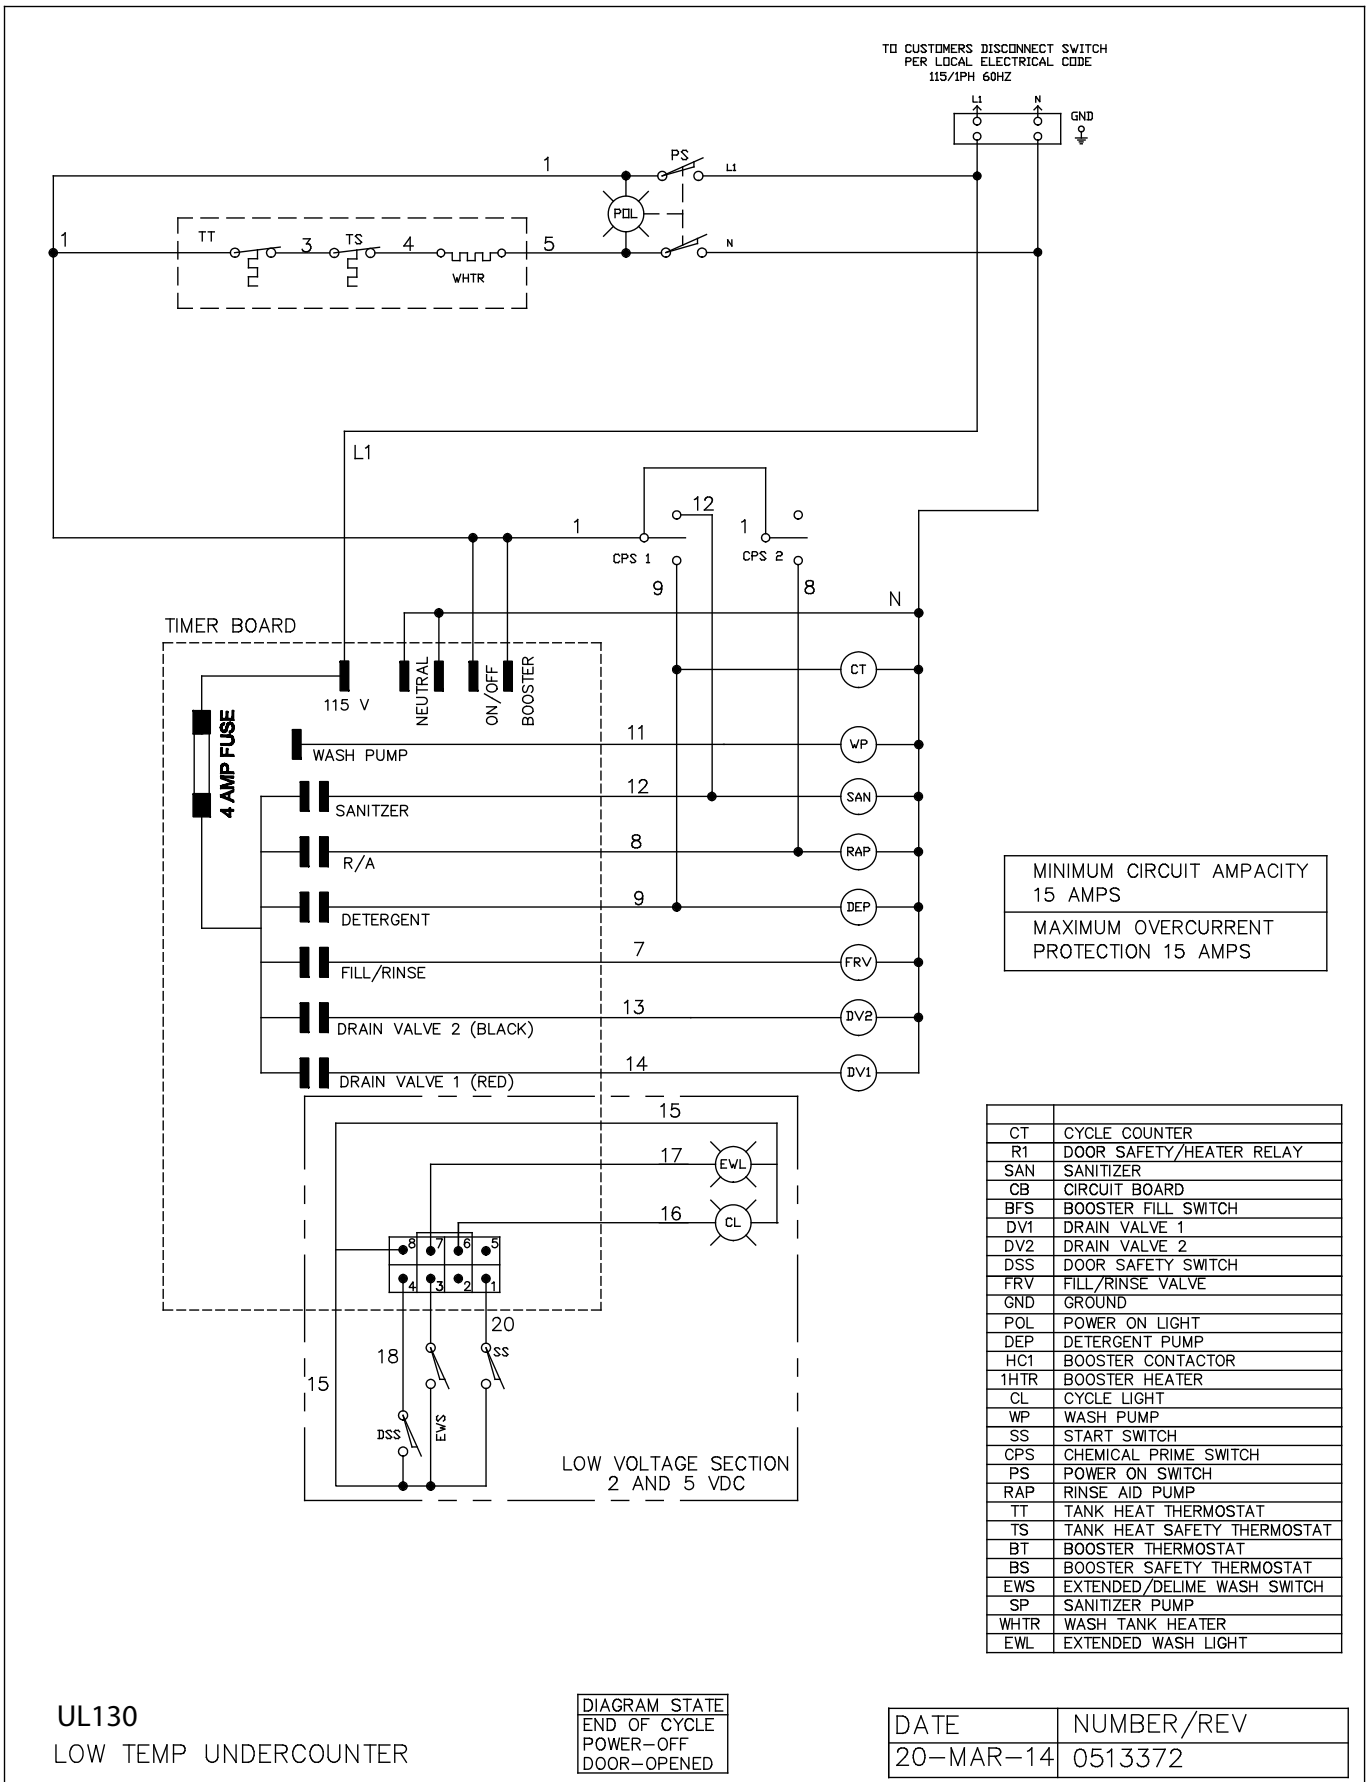 TO CUSTOMERS DISCONNECT SWITCH
PER LOCAL ELECTRICAL CODE
115/1PH 60HZ
L1 N
GND
1 PS L1
POL
1 TT 3 TS 4 5 N
WHTR
L1
12
1 1
CPS 1 CPS 2
9 8
N
TIMER BOARD
CT
115 V
NEUTRAL
ON/OFF
BOOSTER
4 AMP FUSE
11 WP
WASH PUMP
12 SAN
SANITZER
8 RAP
R/A
9 DEP
DETERGENT
7 FRV
FILL/RINSE
13 DV2
DRAIN VALVE 2 (BLACK)
14 DV1
DRAIN VALVE 1 (RED)
MINIMUM CIRCUIT AMPACITY
15 AMPS
MAXIMUM OVERCURRENT
PROTECTION 15 AMPS
15
17 EWL
16 CL
8 7 6 5
4 3 2 1
20
18 SS
15
DSS EWS
LOW VOLTAGE SECTION
2 AND 5 VDC
CT CYCLE COUNTER
R1 DOOR SAFETY/HEATER RELAY
SAN SANITIZER
CB CIRCUIT BOARD
BFS BOOSTER FILL SWITCH
DV1 DRAIN VALVE 1
DV2 DRAIN VALVE 2
DSS DOOR SAFETY SWITCH
FRV FILL/RINSE VALVE
GND GROUND
POL POWER ON LIGHT
DEP DETERGENT PUMP
HC1 BOOSTER CONTACTOR
1HTR BOOSTER HEATER
CL CYCLE LIGHT
WP WASH PUMP
SS START SWITCH
CPS CHEMICAL PRIME SWITCH
PS POWER ON SWITCH
RAP RINSE AID PUMP
TT TANK HEAT THERMOSTAT
TS TANK HEAT SAFETY THERMOSTAT
BT BOOSTER THERMOSTAT
BS BOOSTER SAFETY THERMOSTAT
EWS EXTENDED/DELIME WASH SWITCH
SP SANITIZER PUMP
WHTR WASH TANK HEATER
EWL EXTENDED WASH LIGHT
UL130
LOW TEMP UNDERCOUNTER
DIAGRAM STATE
END OF CYCLE
POWER-OFF
DOOR-OPENED
DATE NUMBER/REV
20-MAR-14 0513372